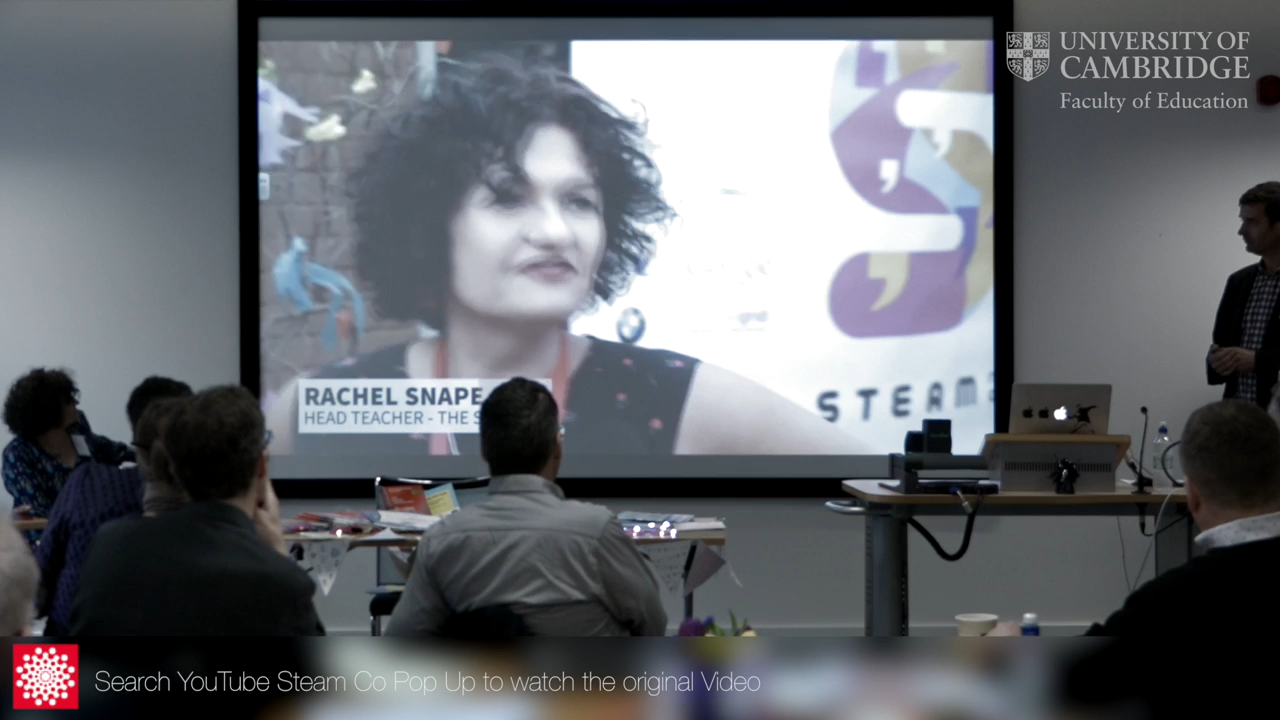 UNIVERSITY OF
CAMBRIDGE
Faculty of Education
RACHEL SNAPE
HEAD TEACHER - THE S
STEAM
Search YouTube Steam Co Pop Up to watch the original Video